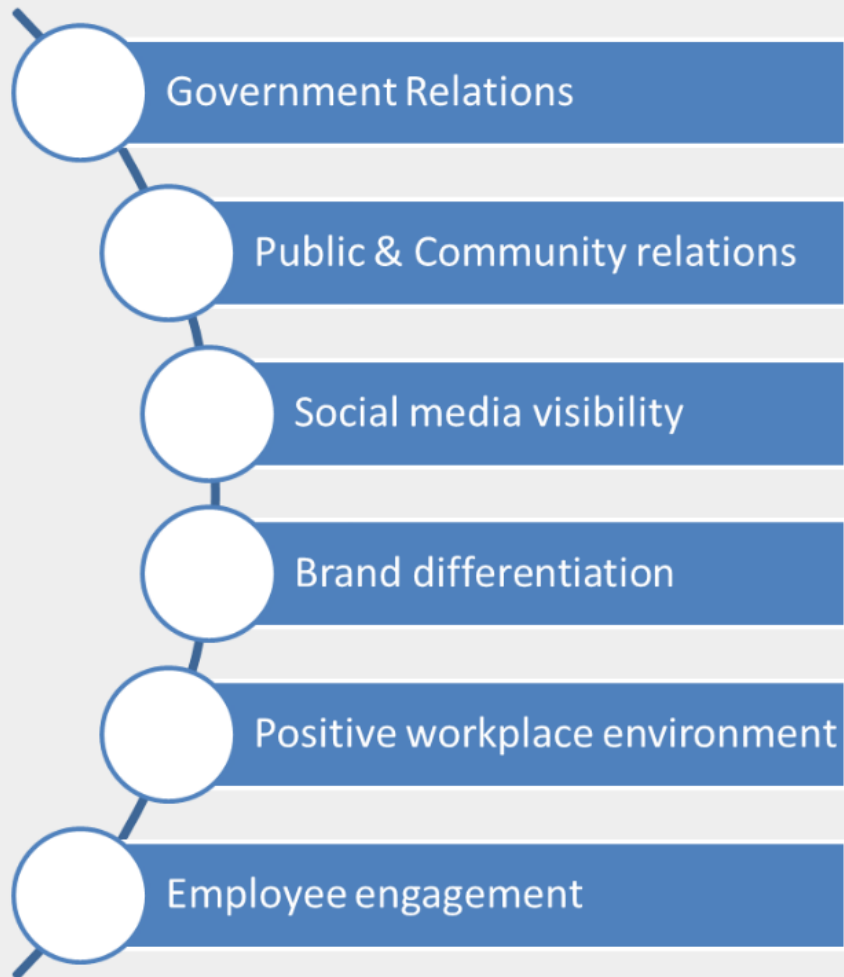 Government Relations
Public & Community relations
Social media visibility
Brand differentiation
Positive workplace environment
Employee engagement